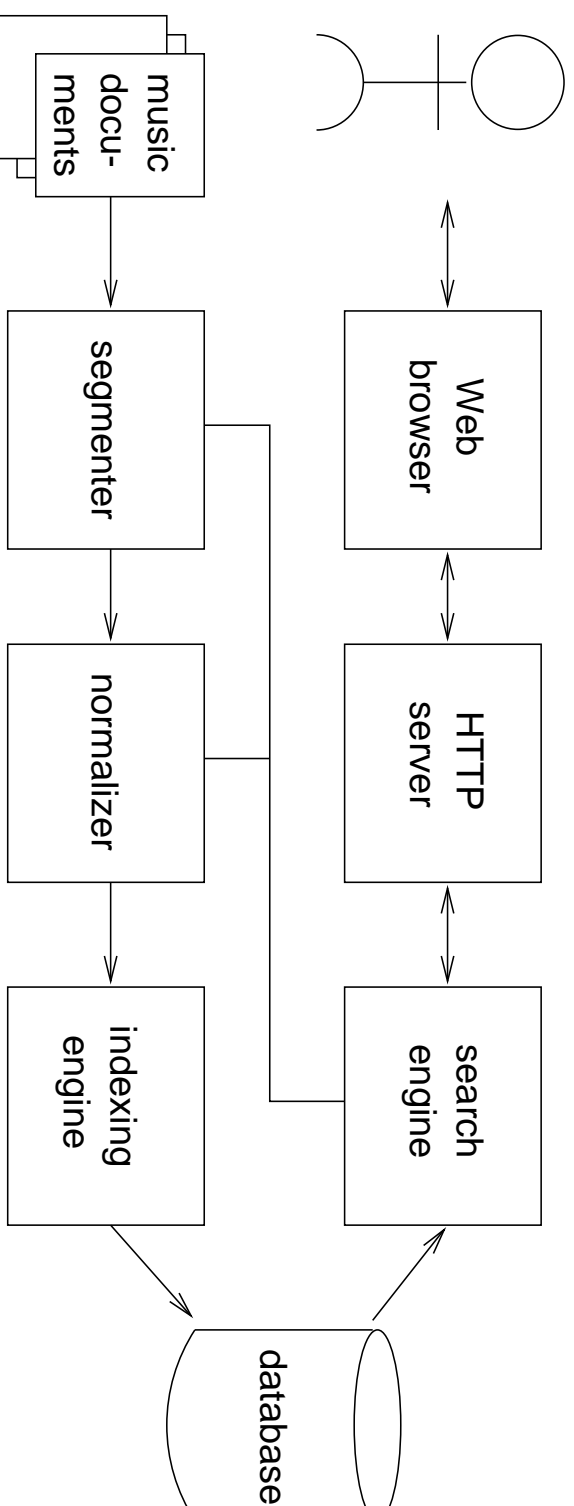 Web
browser
HTTP
server
search
engine
music
docu-
ments
segmenter
normalizer
indexing
engine
database